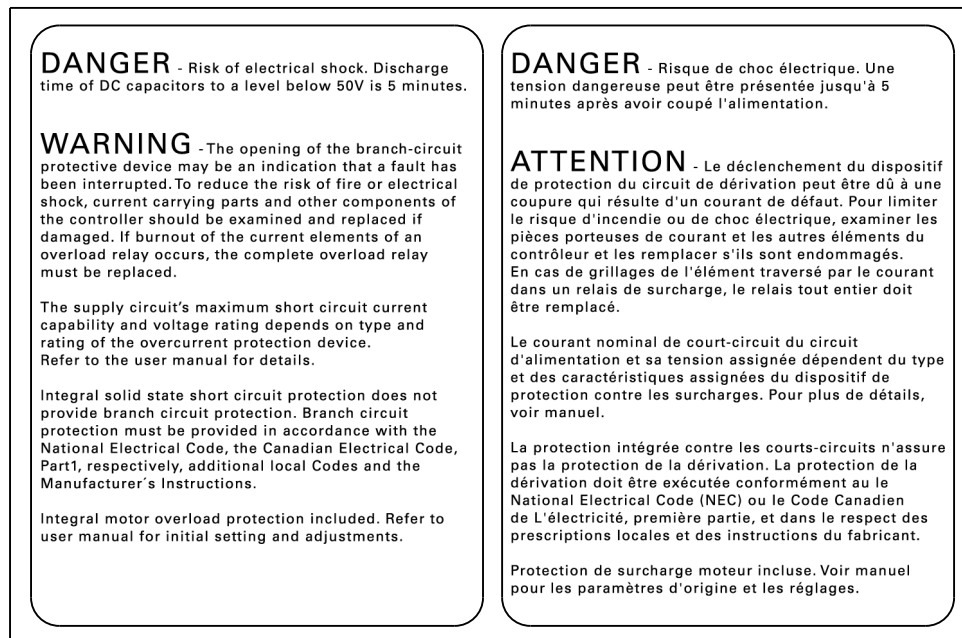 DANGER - Risk of electrical shock. Discharge
time of DC capacitors to a level below 50V is 5 minutes.
WARNING - The opening of the branch-circuit
protective device may be an indication that a fault has
been interrupted. To reduce the risk of fire or electrical
shock, current carrying parts and other components of
the controller should be examined and replaced if
damaged. If burnout of the current elements of an
overload relay occurs, the complete overload relay
must be replaced.
The supply circuit's maximum short circuit current
capability and voltage rating depends on type and
rating of the overcurrent protection device.
Refer to the user manual for details.
Integral solid state short circuit protection does not
provide branch circuit protection. Branch circuit
protection must be provided in accordance with the
National Electrical Code, the Canadian Electrical Code,
Part1, respectively, additional local Codes and the
Manufacturer´s Instructions.
Integral motor overload protection included. Refer to
user manual for initial setting and adjustments.
DANGER - Risque de choc électrique. Une
tension dangereuse peut être présentée jusqu'à 5
minutes après avoir coupé l'alimentation.
ATTENTION - Le déclenchement du dispositif
de protection du circuit de dérivation peut être dû à une
coupure qui résulte d'un courant de défaut. Pour limiter
le risque d'incendie ou de choc électrique, examiner les
pièces porteuses de courant et les autres éléments du
contrôleur et les remplacer s'ils sont endommagés.
En cas de grillages de l'élément traversé par le courant
dans un relais de surcharge, le relais tout entier doit
être remplacé.
Le courant nominal de court-circuit du circuit
d'alimentation et sa tension assignée dépendent du type
et des caractéristiques assignées du dispositif de
protection contre les surcharges. Pour plus de détails,
voir manuel.
La protection intégrée contre les courts-circuits n'assure
pas la protection de la dérivation. La protection de la
dérivation doit être exécutée conformément au le
National Electrical Code (NEC) ou le Code Canadien
de L'électricité, première partie, et dans le respect des
prescriptions locales et des instructions du fabricant.
Protection de surcharge moteur incluse. Voir manuel
pour les paramètres d'origine et les réglages.